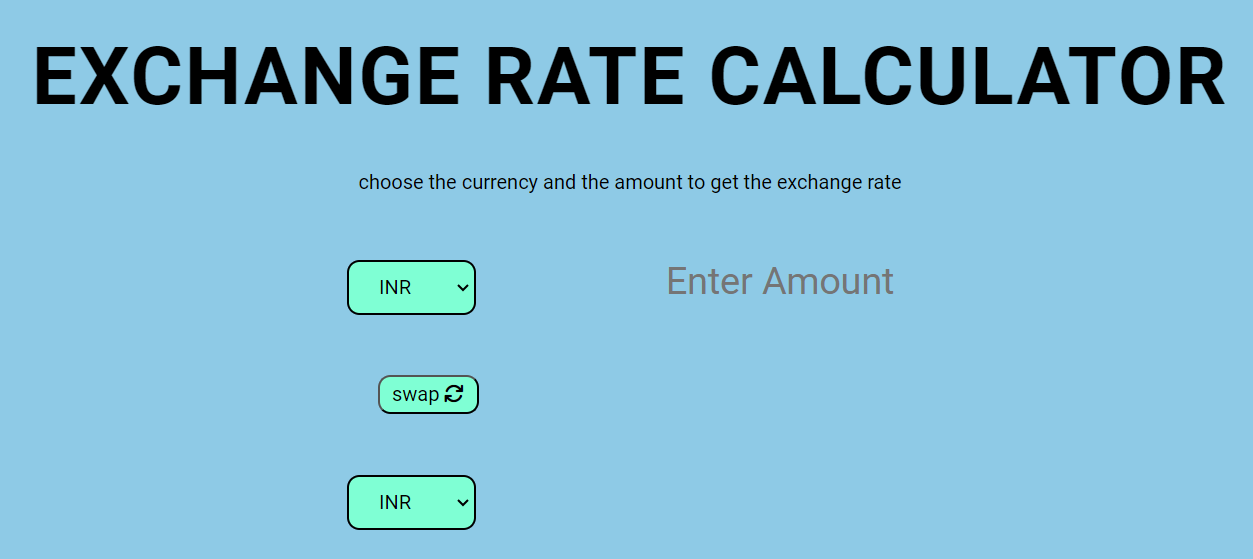 EXCHANGE RATE CALCULATOR
choose the currency and the amount to get the exchange rate
INR
Enter Amount
swap
INR